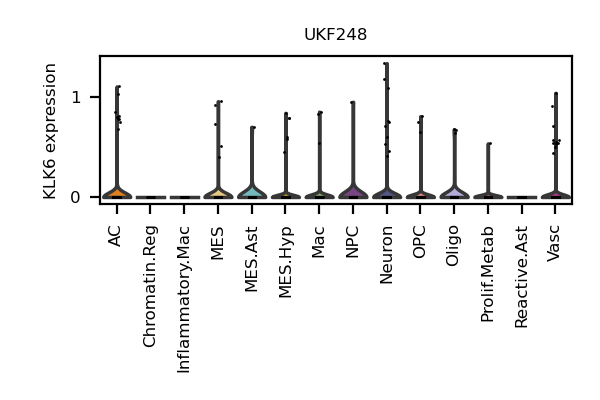 UKF248
KLK6 expression
1
0
AC
Chromatin.Reg
Inflammatory.Mac
MES
MES.Ast
MES.Hyp
Mac
NPC
Neuron
OPC
Oligo
Prolif.Metab
Reactive.Ast
Vasc